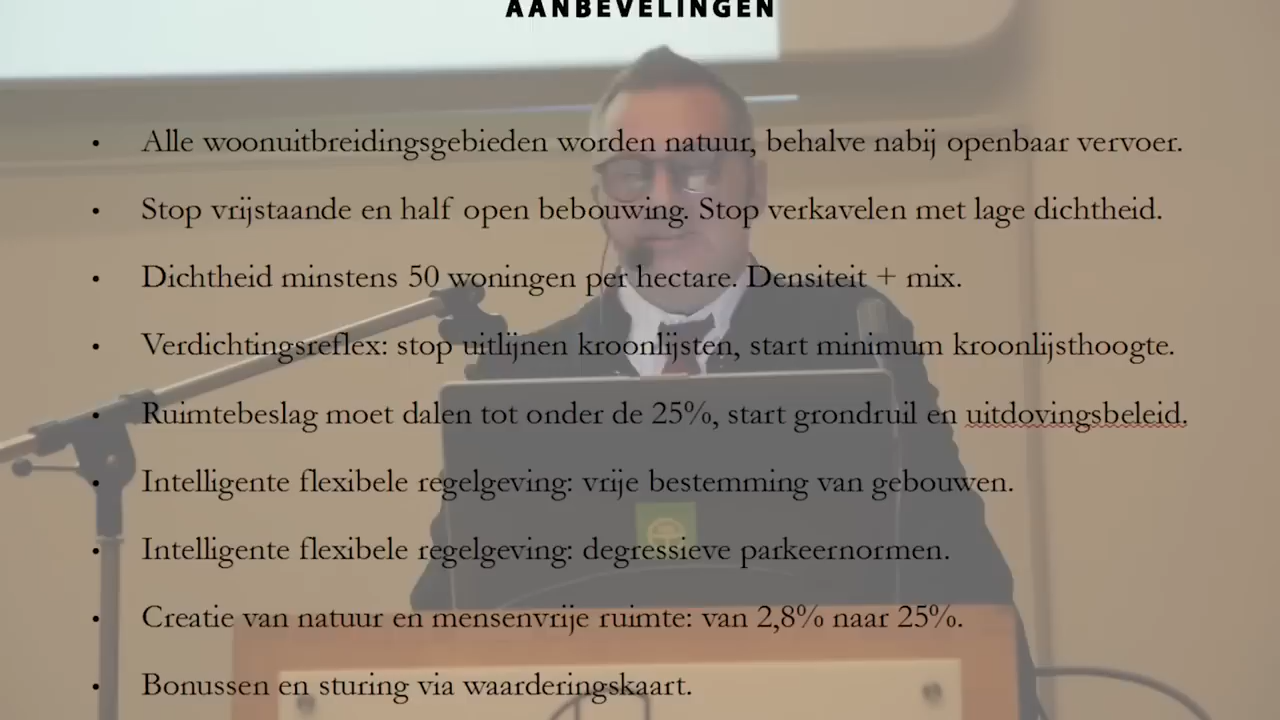 AANBEVELINGEN
• Alle woonuitbreidingsgebieden worden natuur, behalve nabij openbaar vervoer.
• Stop vrijstaande en half open bebouwing. Stop verkavelen met lage dichtheid.
• Dichtheid minstens 50 woningen per hectare. Densiteit + mix.
• Verdichtingsreflex: stop uitlijnen kroonlijsten, start minimum kroonlijsthoogte.
• Ruimtebeslag moet dalen tot onder de 25%, start grondruil en uitdovingsbeleid.
• Intelligente flexibele regelgeving: vrije bestemming van gebouwen.
• Intelligente flexibele regelgeving: degressieve parkeernormen.
• Creatie van natuur en mensenvrije ruimte: van 2,8% naar 25%.
• Bonussen en sturing via waarderingskaart.